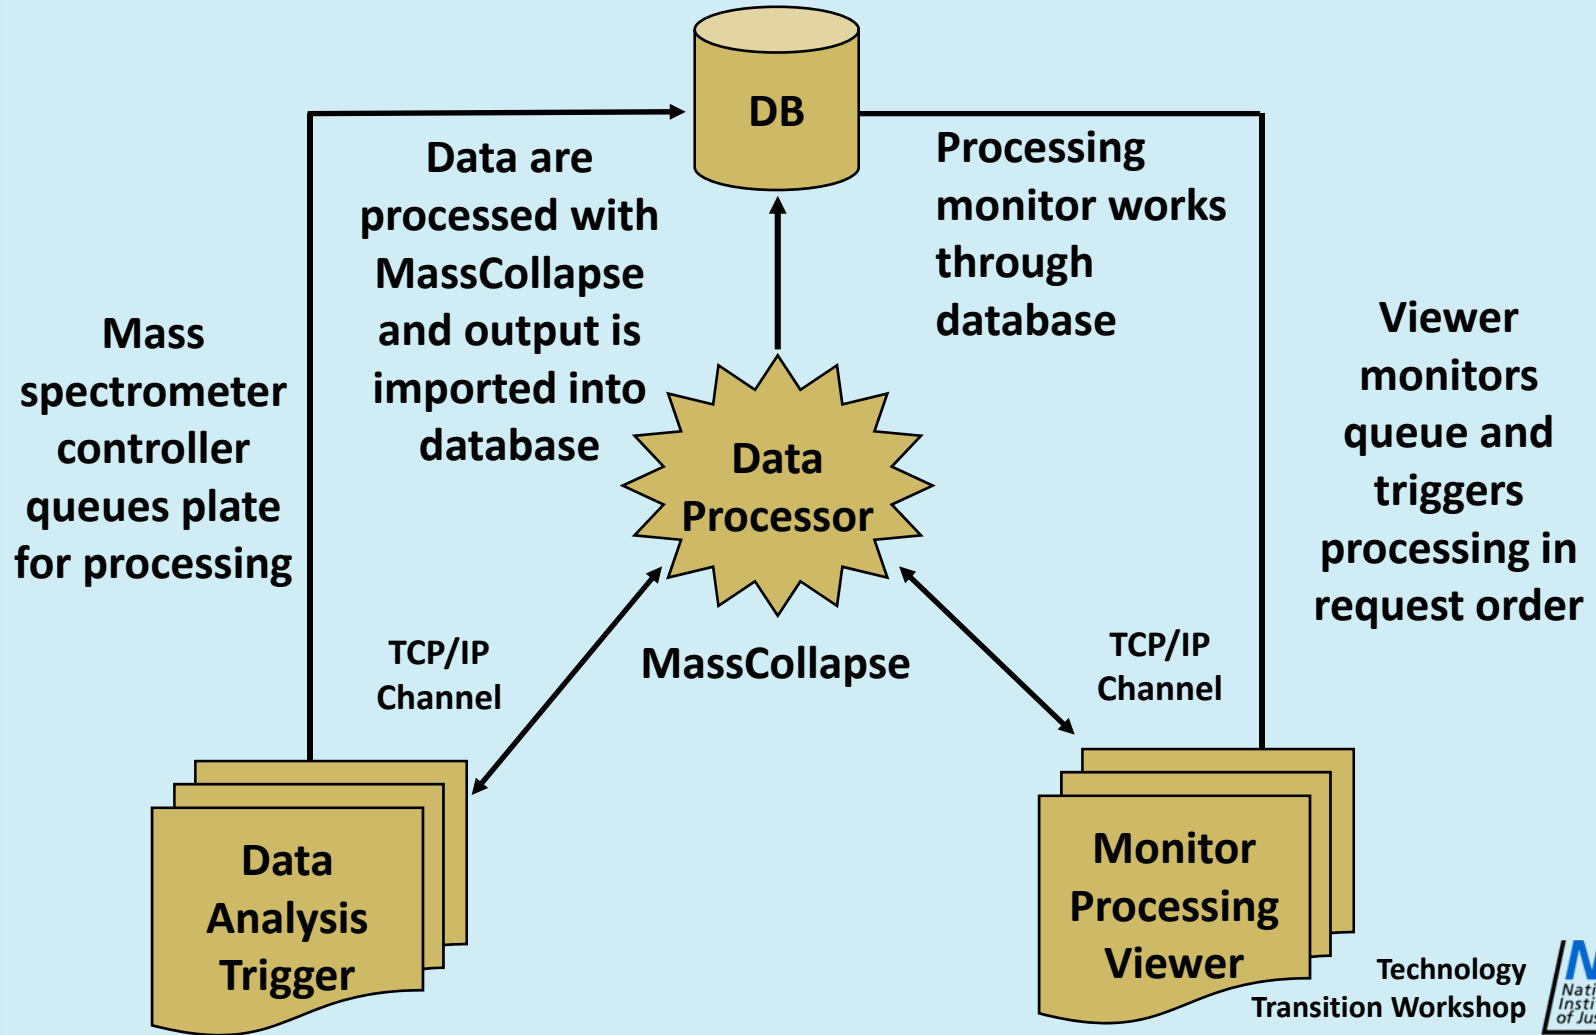 DB
Data are
processed with
MassCollapse
and output is
imported into
database
Processing
monitor works
through
database
Mass
spectrometer
controller
queues plate
for processing
Viewer
monitors
queue and
triggers
processing in
request order
Data
Processor
MassCollapse
TCP/IP
Channel
TCP/IP
Channel
Data
Analysis
Trigger
Monitor
Processing
Viewer
Technology
Transition Workshop
of